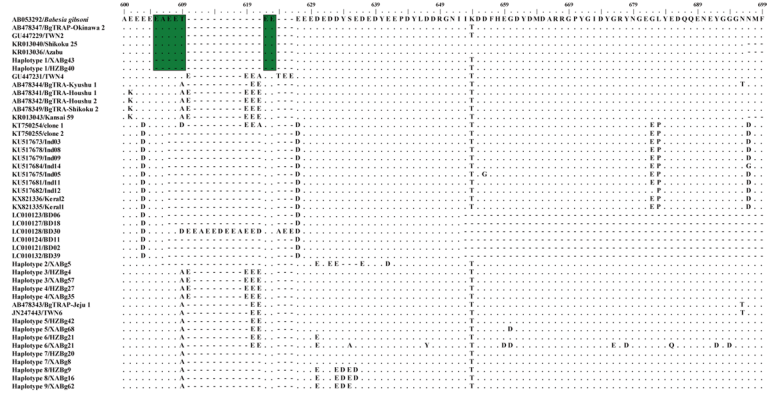 600 609 619 629 639 649 659 669 679 689 699
AB053292/Babesia gibsoni A E E E E E A E E T E E E E E D E D D Y S E D E D Y E E P D Y L D D R G N I I K D D F H E G D Y D M D A R R G P Y G I D Y G R Y N G E G L Y E D Q Q E N E Y G G G N N M F
AB478347/BgTRAP-Okinawa 2 T
GU447229/TWN2 T
KR013040/Shikoku 25
KR013036/Azabu
Haplotype 1/XABg43 T
Haplotype 1/HZBg40 T
GU447231/TWN4 E E E A T E E
AB478344/BgTRA-Kyushu 1 A E E T T
AB478341/BgTRA-Houshu 1 K A E E E E T
AB478342/BgTRA-Houshu 2 K A E E E E T
AB478349/BgTRA-Shikoku 2 K A E E E E T
KR013043/Kansai 59 K A E E E E T
KT750254/clone 1 D D E E A D T E P D
KT750255/clone 2 D D T E P D
KU517673/Ind03 D D T E P D
KU517678/Ind08 D D T E P D
KU517679/Ind09 D D T E P D
KU517684/Ind14 D D T E P G
KU517675/Ind05 D D T G E P D
KU517681/Ind11 D D T E P D
KU517682/Ind12 D D T P D
KX821336/Keral2 D D T E P D
KX821335/Keral1 D D T E P D
LC010123/BD06 D D
LC010127/BD18 D D
LC010128/BD30 D D E E A E E D E E A E E D A E E D
LC010124/BD11 D D
LC010121/BD02 D D
LC010132/BD39 D D
Haplotype 2/XABg5 E E E E D T
Haplotype 3/HZBg4 A E E E E T
Haplotype 3/XABg57 A E E E E T
Haplotype 4/HZBg27 A E E E E T
Haplotype 4/XABg35 A E E E E T
AB478343/BgTRAP-Jeju 1 A E E T T
JN247443/TWN6 A E E T T
Haplotype 5/HZBg42 A E E T
Haplotype 5/XABg68 A E E T D
Haplotype 6/HZBg21 A E E E T
Haplotype 6/XABg21 A E E E
Haplotype 7/HZBg20 A T
Haplotype 7/XABg8 A T
Haplotype 8/HZBg9 A E E D E D T
Haplotype 8/XABg16 A E E D E D T
Haplotype 9/XABg62 A E E D E T